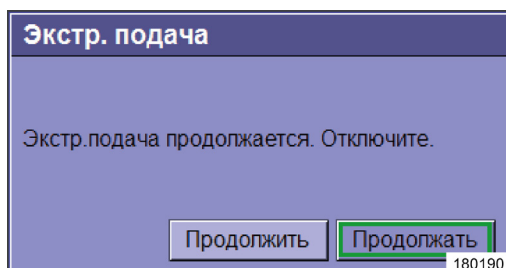 Экстр. подача
Экстр.подача продолжается. Отключите.
Продолжить Продолжать
180190